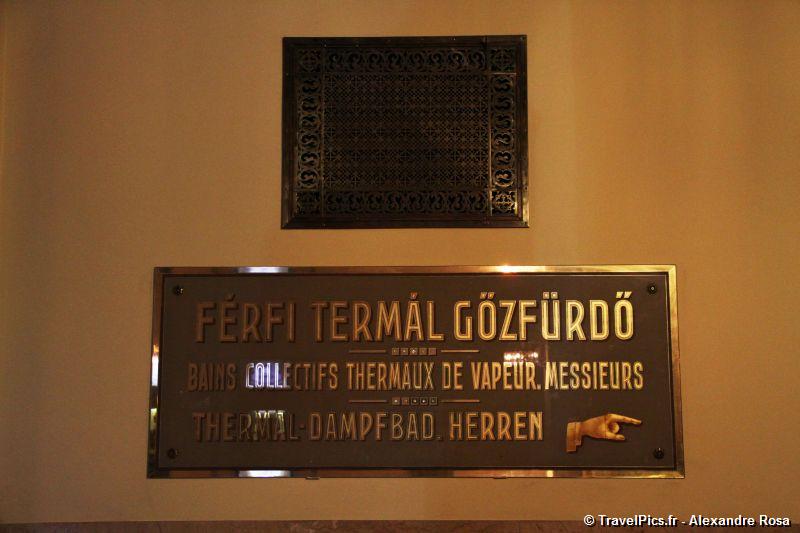 FÉRFI TERMÁL GŐZFÜRDŐ
BAINS COLLECTIFS THERMAUX DE VAPEUR. MESSIEURS
THERMAL-DAMPFBAD. HERREN
© TravelPics.fr - Alexandre Rosa